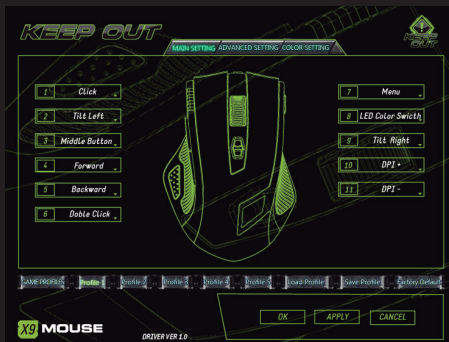 KEEP OUT
KEEP OUT
MAIN SETTING ADVANCED SETTING COLOR SETTING
1 Click
2 Tilt Left
3 Middle Button
4 Forword
5 Backward
6 Doble Click
7 Menu
8 LED Color Swicth
9 Tilt Right
10 DPI +
11 DPI -
GAME PROFILES Profile 1 Profile 2 Profile 3 Profile 4 Profile 5 Load Profile Save Profile Factory Default
OK APPLY CANCEL
X9 MOUSE
DRIVER VER 1.0